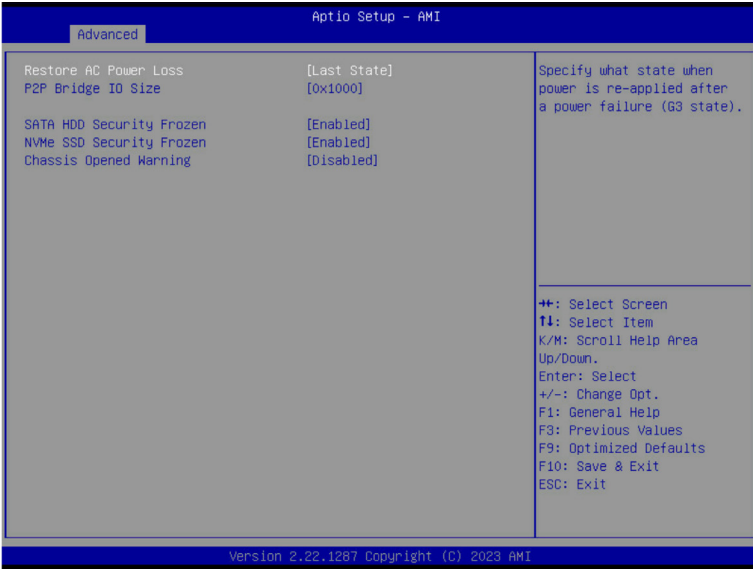 Aptio Setup – AMI
Advanced
Restore AC Power Loss [Last State]
P2P Bridge IO Size [0x1000]
SATA HDD Security Frozen [Enabled]
NVMe SSD Security Frozen [Enabled]
Chassis Opened Warning [Disabled]
Specify what state when
power is re-applied after
a power failure (G3 state).
→←: Select Screen
↑↓: Select Item
K/M: Scroll Help Area
Up/Down.
Enter: Select
+/-: Change Opt.
F1: General Help
F3: Previous Values
F9: Optimized Defaults
F10: Save & Exit
ESC: Exit
Version 2.22.1287 Copyright (C) 2023 AMI